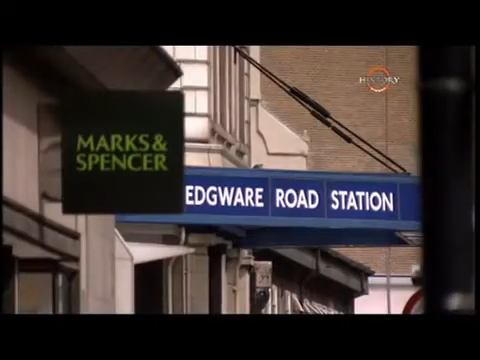 HISTORY
MARKS&
SPENCER
EDGWARE ROAD STATION